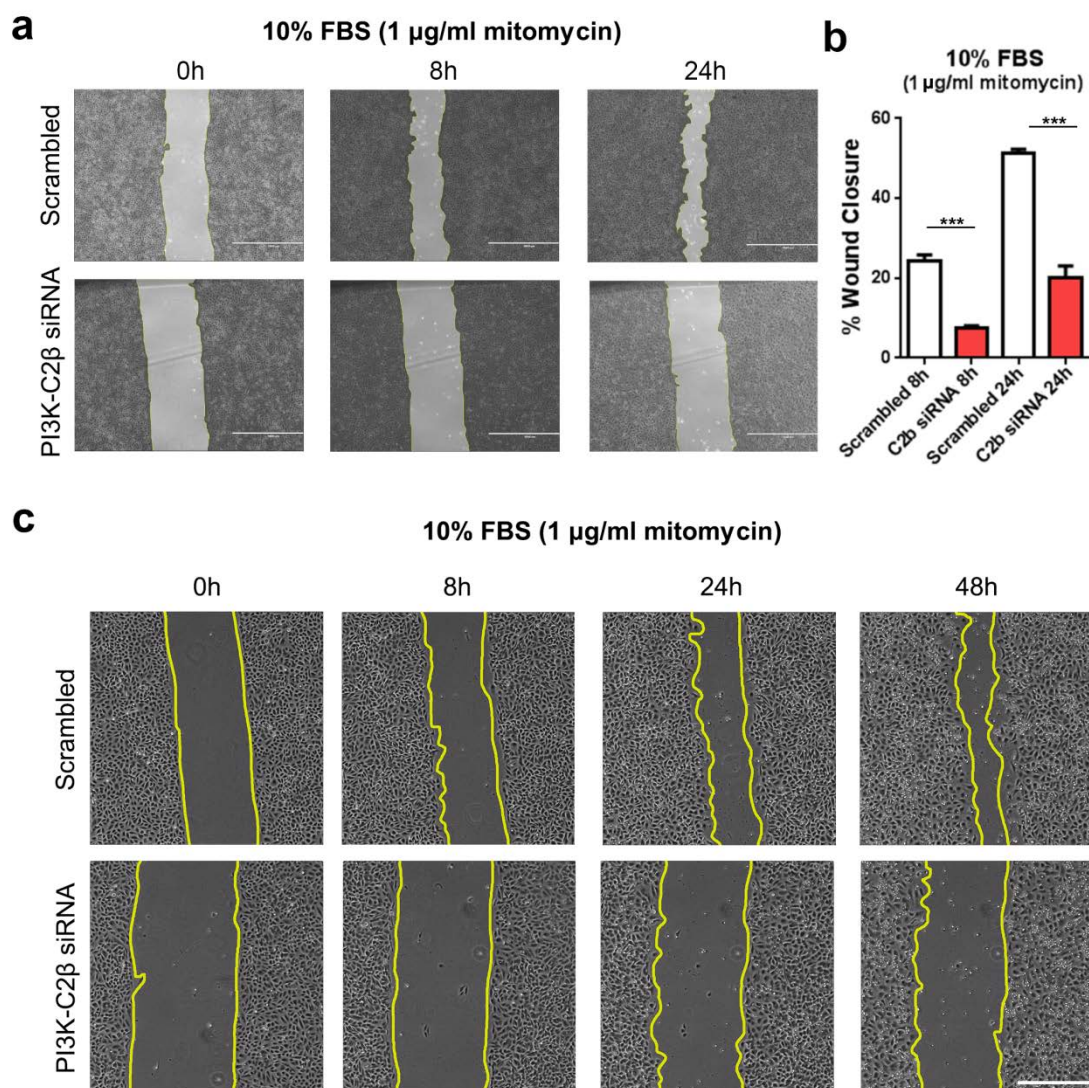 a
10% FBS (1 µg/ml mitomycin)
0h
8h
24h
Scrambled
PI3K-C2β siRNA
b
10% FBS
(1 µg/ml mitomycin)
% Wound Closure
60
40
20
0
***
***
Scrambled 8h
C2b siRNA 8h
Scrambled 24h
C2b siRNA 24h
c
10% FBS (1 µg/ml mitomycin)
0h
8h
24h
48h
Scrambled
PI3K-C2β siRNA